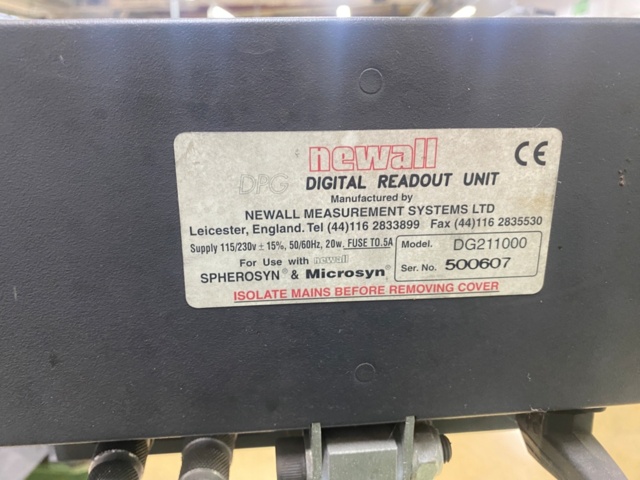 newall
CE
DPG DIGITAL READOUT UNIT
Manufactured by
NEWALL MEASUREMENT SYSTEMS LTD
Leicester, England. Tel (44)116 2833899 Fax (44)116 2835530
Supply 115/230v ± 15%, 50/60Hz, 20w. FUSE TO.5A
Model. DG211000
For Use with newall
Ser. No. 500607
SPHEROSYN® & Microsyn®
ISOLATE MAINS BEFORE REMOVING COVER